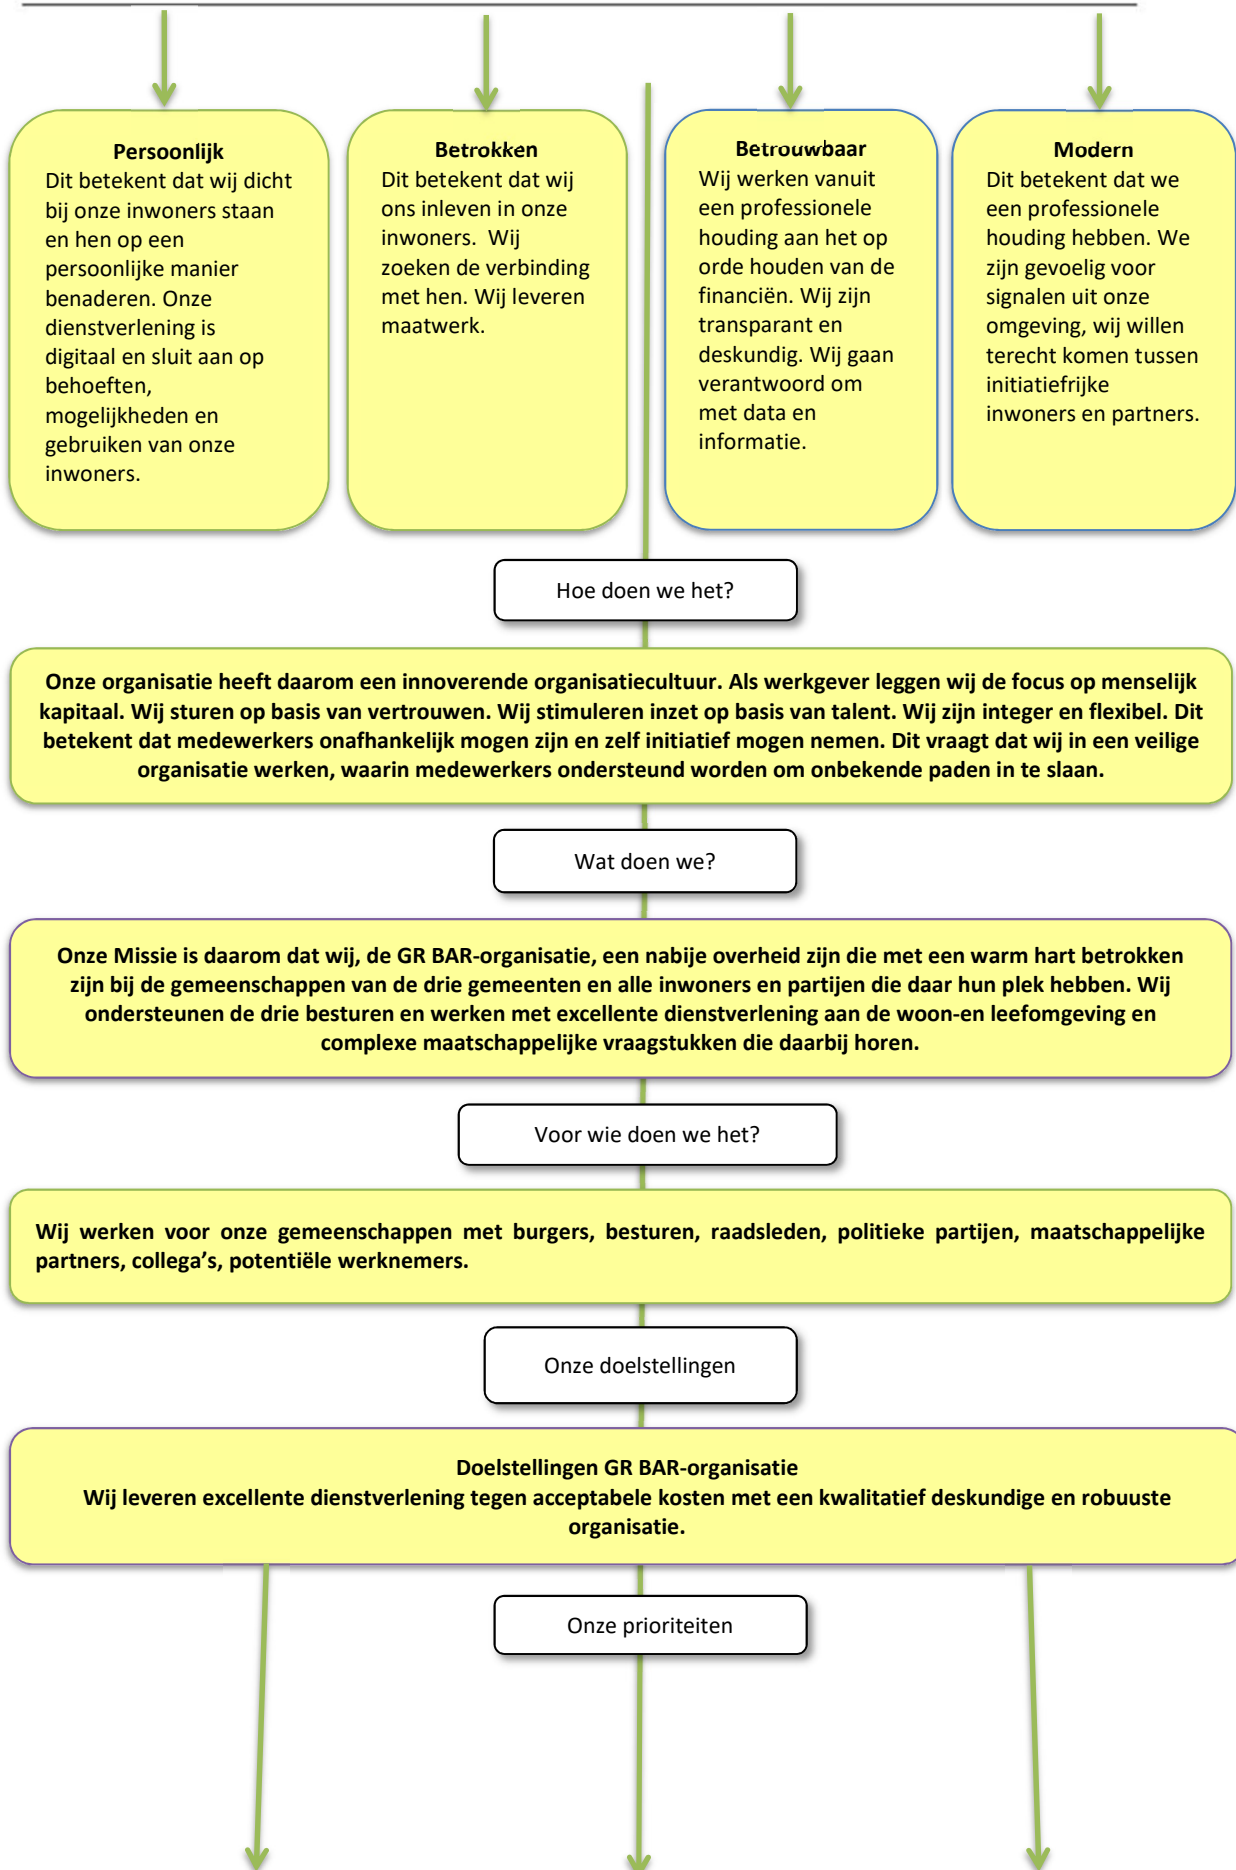 Persoonlijk
Dit betekent dat wij dicht
bij onze inwoners staan
en hen op een
persoonlijke manier
benaderen. Onze
dienstverlening is
digitaal en sluit aan op
behoeften,
mogelijkheden en
gebruiken van onze
inwoners.
Betrokken
Dit betekent dat wij
ons inleven in onze
inwoners. Wij
zoeken de verbinding
met hen. Wij leveren
maatwerk.
Betrouwbaar
Wij werken vanuit
een professionele
houding aan het op
orde houden van de
financiën. Wij zijn
transparant en
deskundig. Wij gaan
verantwoord om
met data en
informatie.
Modern
Dit betekent dat we
een professionele
houding hebben. We
zijn gevoelig voor
signalen uit onze
omgeving, wij willen
terecht komen tussen
initiatiefrijke
inwoners en partners.
Hoe doen we het?
Onze organisatie heeft daarom een innoverende organisatiecultuur. Als werkgever leggen wij de focus op menselijk
kapitaal. Wij sturen op basis van vertrouwen. Wij stimuleren inzet op basis van talent. Wij zijn integer en flexibel. Dit
betekent dat medewerkers onafhankelijk mogen zijn en zelf initiatief mogen nemen. Dit vraagt dat wij in een veilige
organisatie werken, waarin medewerkers ondersteund worden om onbekende paden in te slaan.
Wat doen we?
Onze Missie is daarom dat wij, de GR BAR-organisatie, een nabije overheid zijn die met een warm hart betrokken
zijn bij de gemeenschappen van de drie gemeenten en alle inwoners en partijen die daar hun plek hebben. Wij
ondersteunen de drie besturen en werken met excellente dienstverlening aan de woon-en leefomgeving en
complexe maatschappelijke vraagstukken die daarbij horen.
Voor wie doen we het?
Wij werken voor onze gemeenschappen met burgers, besturen, raadsleden, politieke partijen, maatschappelijke
partners, collega’s, potentiële werknemers.
Onze doelstellingen
Doelstellingen GR BAR-organisatie
Wij leveren excellente dienstverlening tegen acceptabele kosten met een kwalitatief deskundige en robuuste
organisatie.
Onze prioriteiten